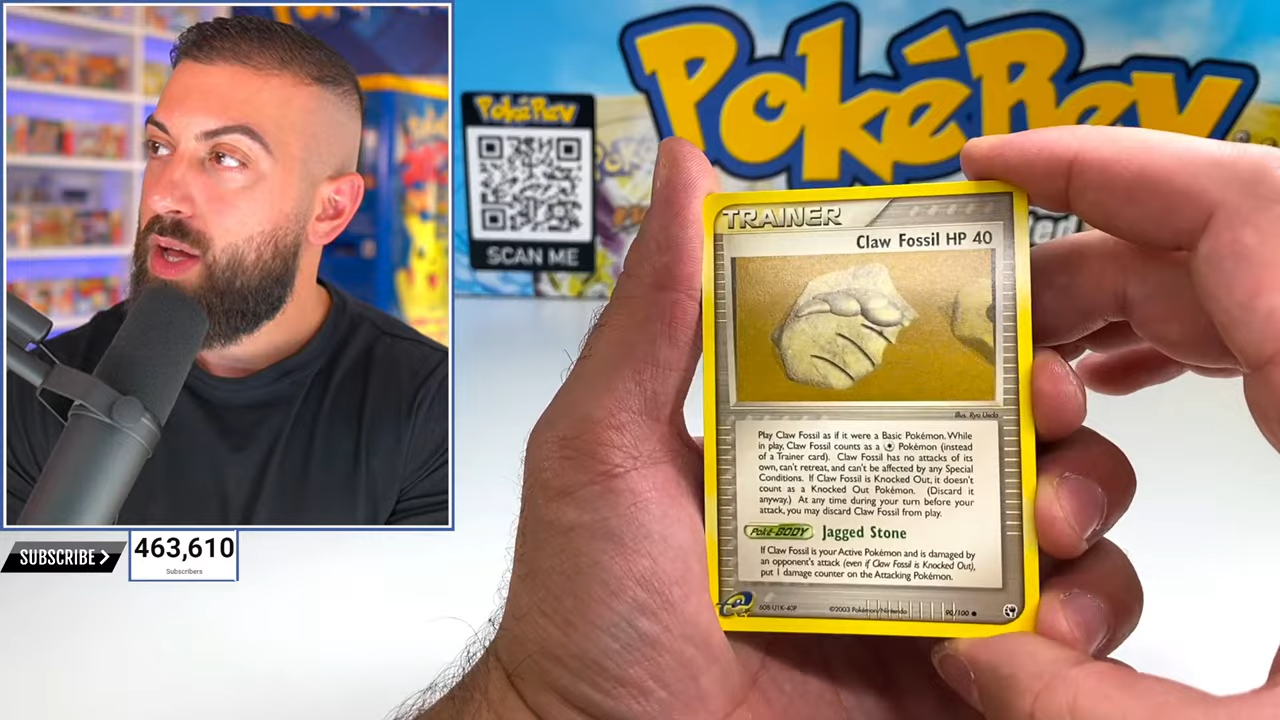 PokéRev
SCAN ME
PokéRev
TRAINER
Claw Fossil HP 40
Illus. Ryo Ueda
Play Claw Fossil as if it were a Basic Pokémon. While
in play, Claw Fossil counts as a Pokémon (instead
of a Trainer card). Claw Fossil has no attacks of its
own, can't retreat, and can't be affected by any Special
Conditions. If Claw Fossil is Knocked Out, it doesn't
count as a Knocked Out Pokémon. (Discard it
anyway.) At any time during your turn before your
attack, you may discard Claw Fossil from play.
Poké-BODY Jagged Stone
If Claw Fossil is your Active Pokémon and is damaged by
an opponent's attack (even if Claw Fossil is Knocked Out),
put 1 damage counter on the Attacking Pokémon.
©2003 Pokémon/Nintendo 90/100
SUBSCRIBE >
463,610
Subscribers